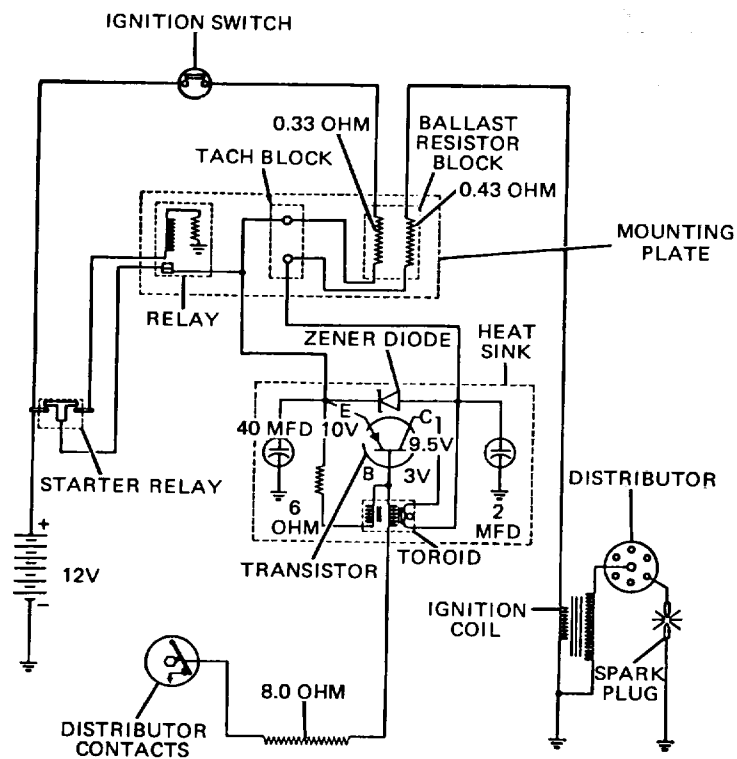 IGNITION SWITCH
0.33 OHM
BALLAST
RESISTOR
BLOCK
TACH BLOCK
0.43 OHM
MOUNTING
PLATE
RELAY
ZENER DIODE
HEAT
SINK
E
C
40 MFD
10V
9.5V
B
3V
STARTER RELAY
6
OHM
2
MFD
DISTRIBUTOR
+
12V
-
TRANSISTOR
TOROID
IGNITION
COIL
SPARK
PLUG
8.0 OHM
DISTRIBUTOR
CONTACTS